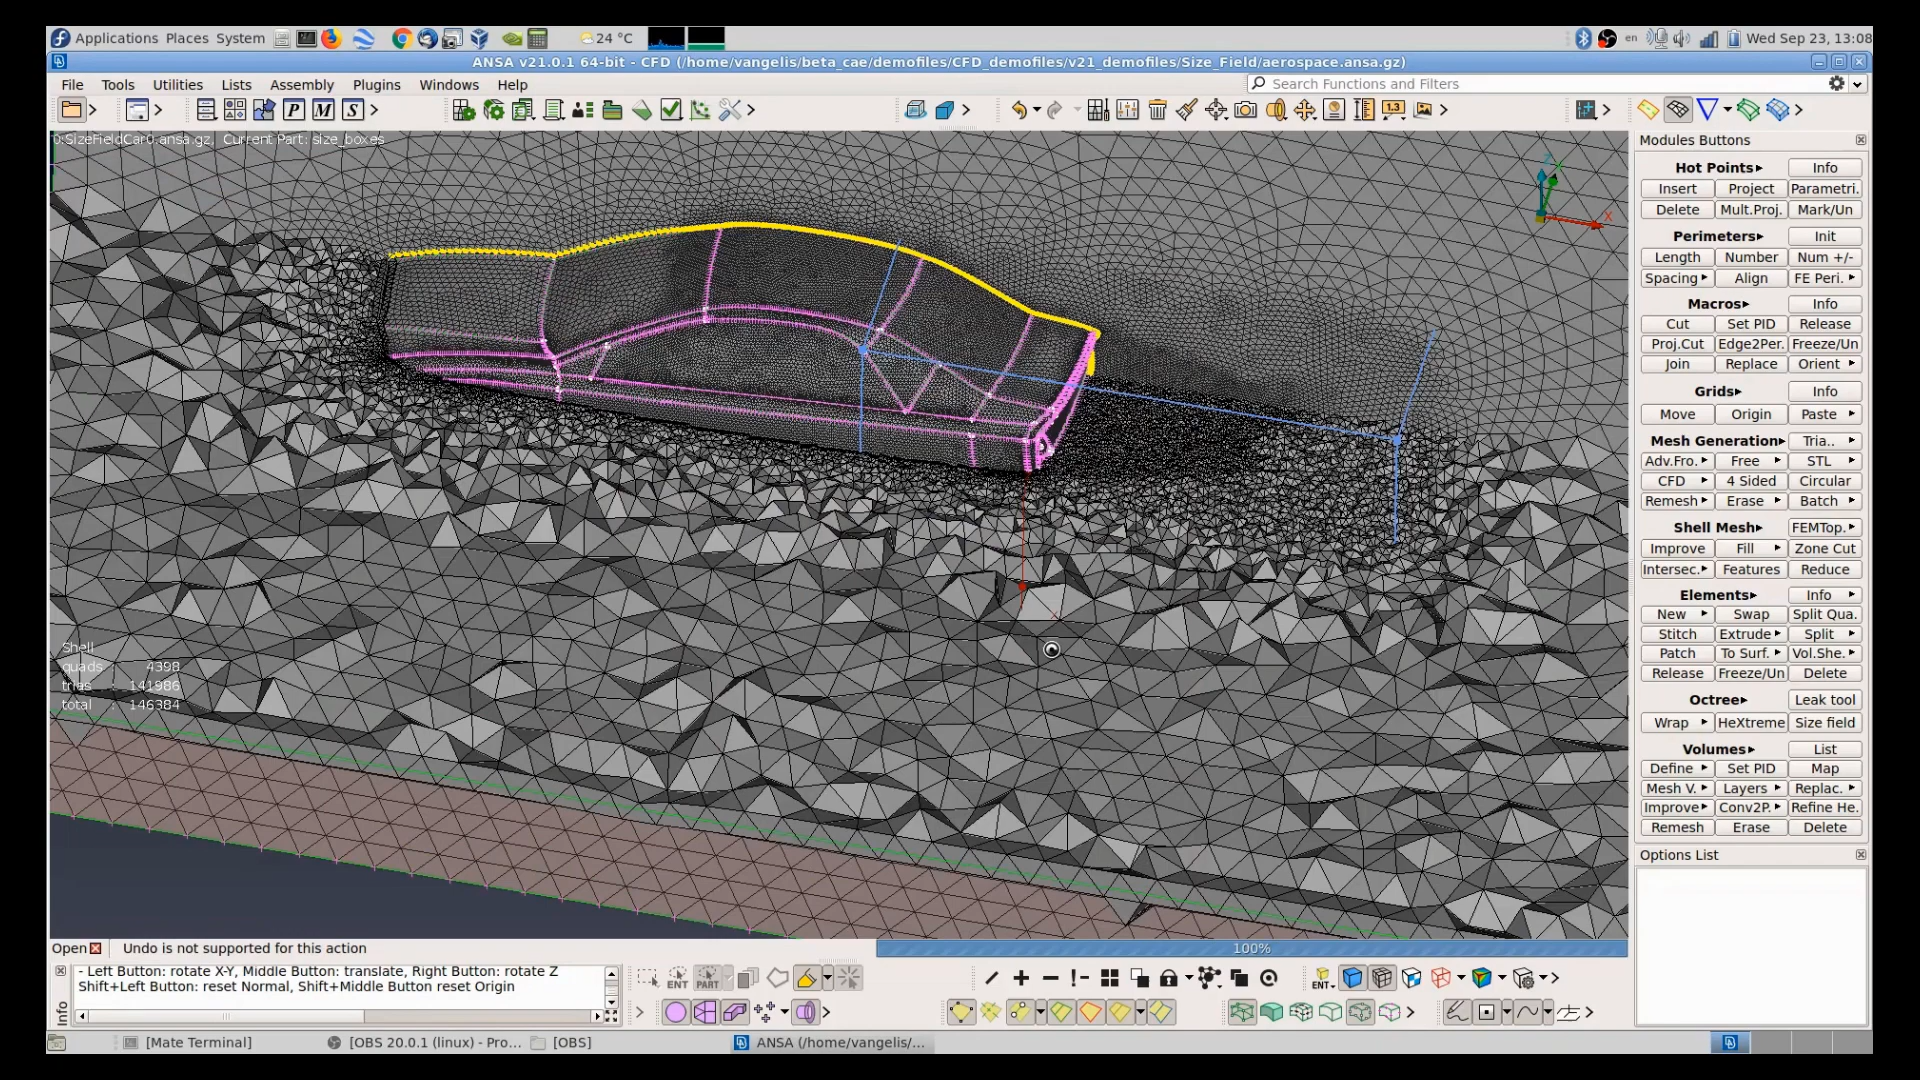 Applications Places System 24 °C en Wed Sep 23, 13:08
ANSA v21.0.1 64-bit - CFD (/home/vangelis/beta_cae/demofiles/CFD_demofiles/v21_demofiles/Size_Field/aerospace.ansa.gz)
File Tools Utilities Lists Assembly Plugins Windows Help Search Functions and Filters
P M S 1.3
0:SizeFieldCar0.ansa.gz, Current Part: size_boxes
Z
X
Shell
quads : 4398
trias : 141986
total : 146384
Modules Buttons
Hot Points Info
Insert Project Parametri.
Delete Mult.Proj. Mark/Un
Perimeters Init
Length Number Num +/-
Spacing Align FE Peri.
Macros Info
Cut Set PID Release
Proj.Cut Edge2Per. Freeze/Un
Join Replace Orient
Grids Info
Move Origin Paste
Mesh Generation Tria..
Adv.Fro. Free STL
CFD 4 Sided Circular
Remesh Erase Batch
Shell Mesh FEMTop.
Improve Fill Zone Cut
Intersec. Features Reduce
Elements Info
New Swap Split Qua.
Stitch Extrude Split
Patch To Surf. Vol.She.
Release Freeze/Un Delete
Octree Leak tool
Wrap HeXtreme Size field
Volumes List
Define Set PID Map
Mesh V. Layers Replac.
Improve Conv2P. Refine He.
Remesh Erase Delete
Options List
Open Undo is not supported for this action 100%
- Left Button: rotate X-Y, Middle Button: translate, Right Button: rotate Z
Shift+Left Button: reset Normal, Shift+Middle Button reset Origin
Info
ENT PART ENT
[Mate Terminal] [OBS 20.0.1 (linux) - Pro... [OBS] ANSA (/home/vangelis/...